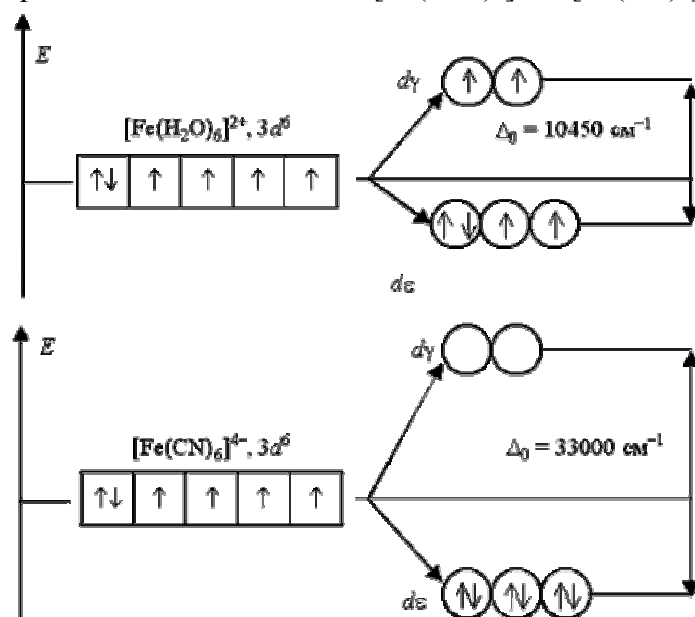 E
dγ ↑ ↑
[Fe(H₂O)₆]²⁺, 3d⁶
Δ₀ = 10450 см⁻¹
↑↓ ↑ ↑ ↑ ↑
↑↓ ↑ ↑
dε
E
dγ
[Fe(CN)₆]⁴⁻, 3d⁶
Δ₀ = 33000 см⁻¹
↑↓ ↑ ↑ ↑ ↑
dε ↑↓ ↑↓ ↑↓